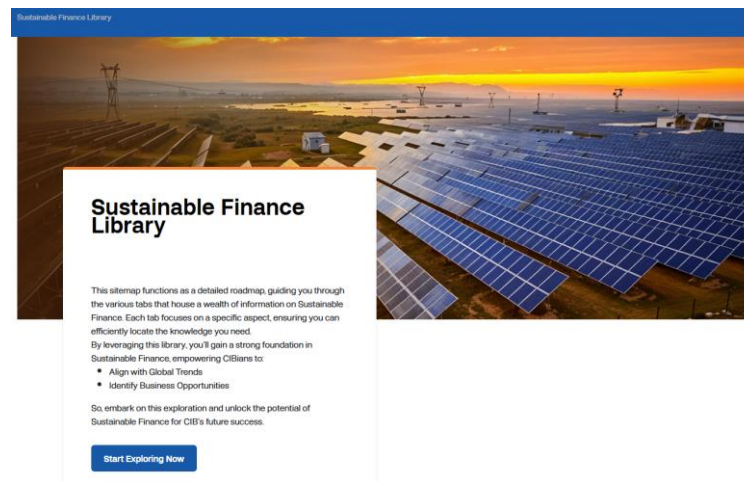 Sustainable Finance Library
Sustainable Finance
Library
This sitemap functions as a detailed roadmap, guiding you through
the various tabs that house a wealth of information on Sustainable
Finance. Each tab focuses on a specific aspect, ensuring you can
efficiently locate the knowledge you need.
By leveraging this library, you'll gain a strong foundation in
Sustainable Finance, empowering CIBians to:
• Align with Global Trends
• Identify Business Opportunities
So, embark on this exploration and unlock the potential of
Sustainable Finance for CIB's future success.
Start Exploring Now